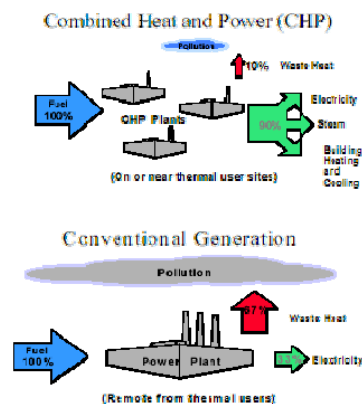 Combined Heat and Power (CHP)
Pollution
10% Waste Heat
Fuel
100%
CHP Plants
90%
Electricity
Steam
Building
Heating
and
Cooling
(On or near thermal user sites)
Conventional Generation
Pollution
67%
Waste Heat
Fuel
100%
Power Plant
33%
Electricity
(Remote from thermal users)